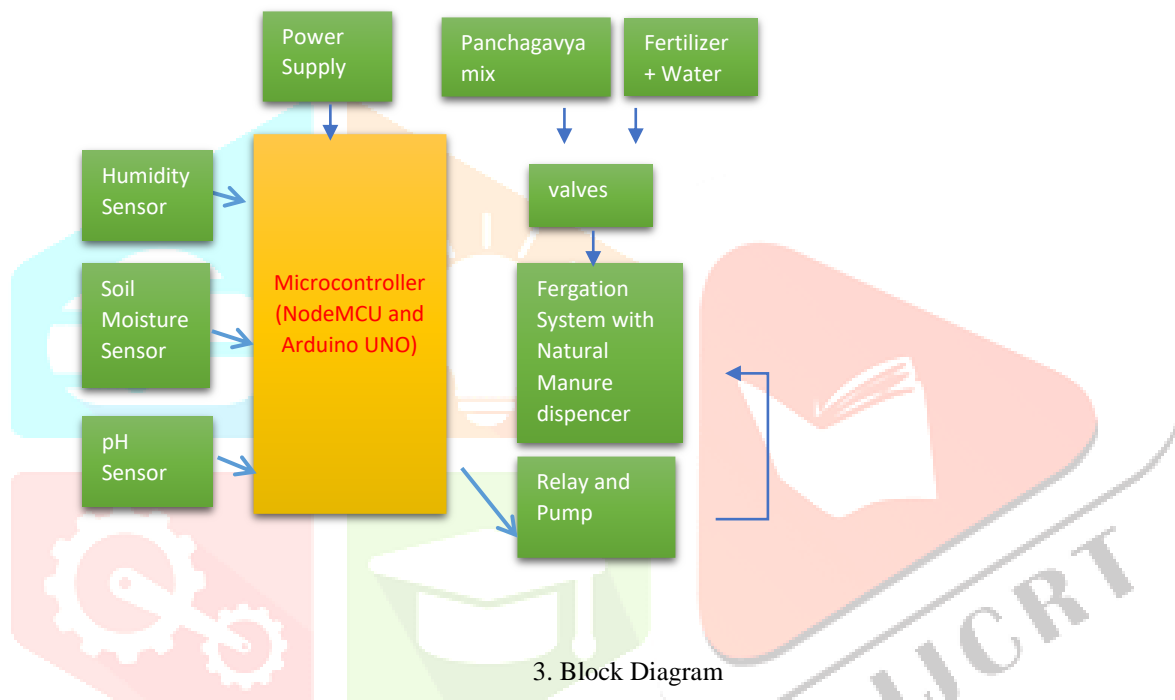 Power
Supply
Panchagavya
mix
Fertilizer
+ Water
Humidity
Sensor
valves
Soil
Moisture
Sensor
Microcontroller
(NodeMCU and
Arduino UNO)
Fergation
System with
Natural
Manure
dispencer
pH
Sensor
Relay and
Pump
3. Block Diagram
IJCRT